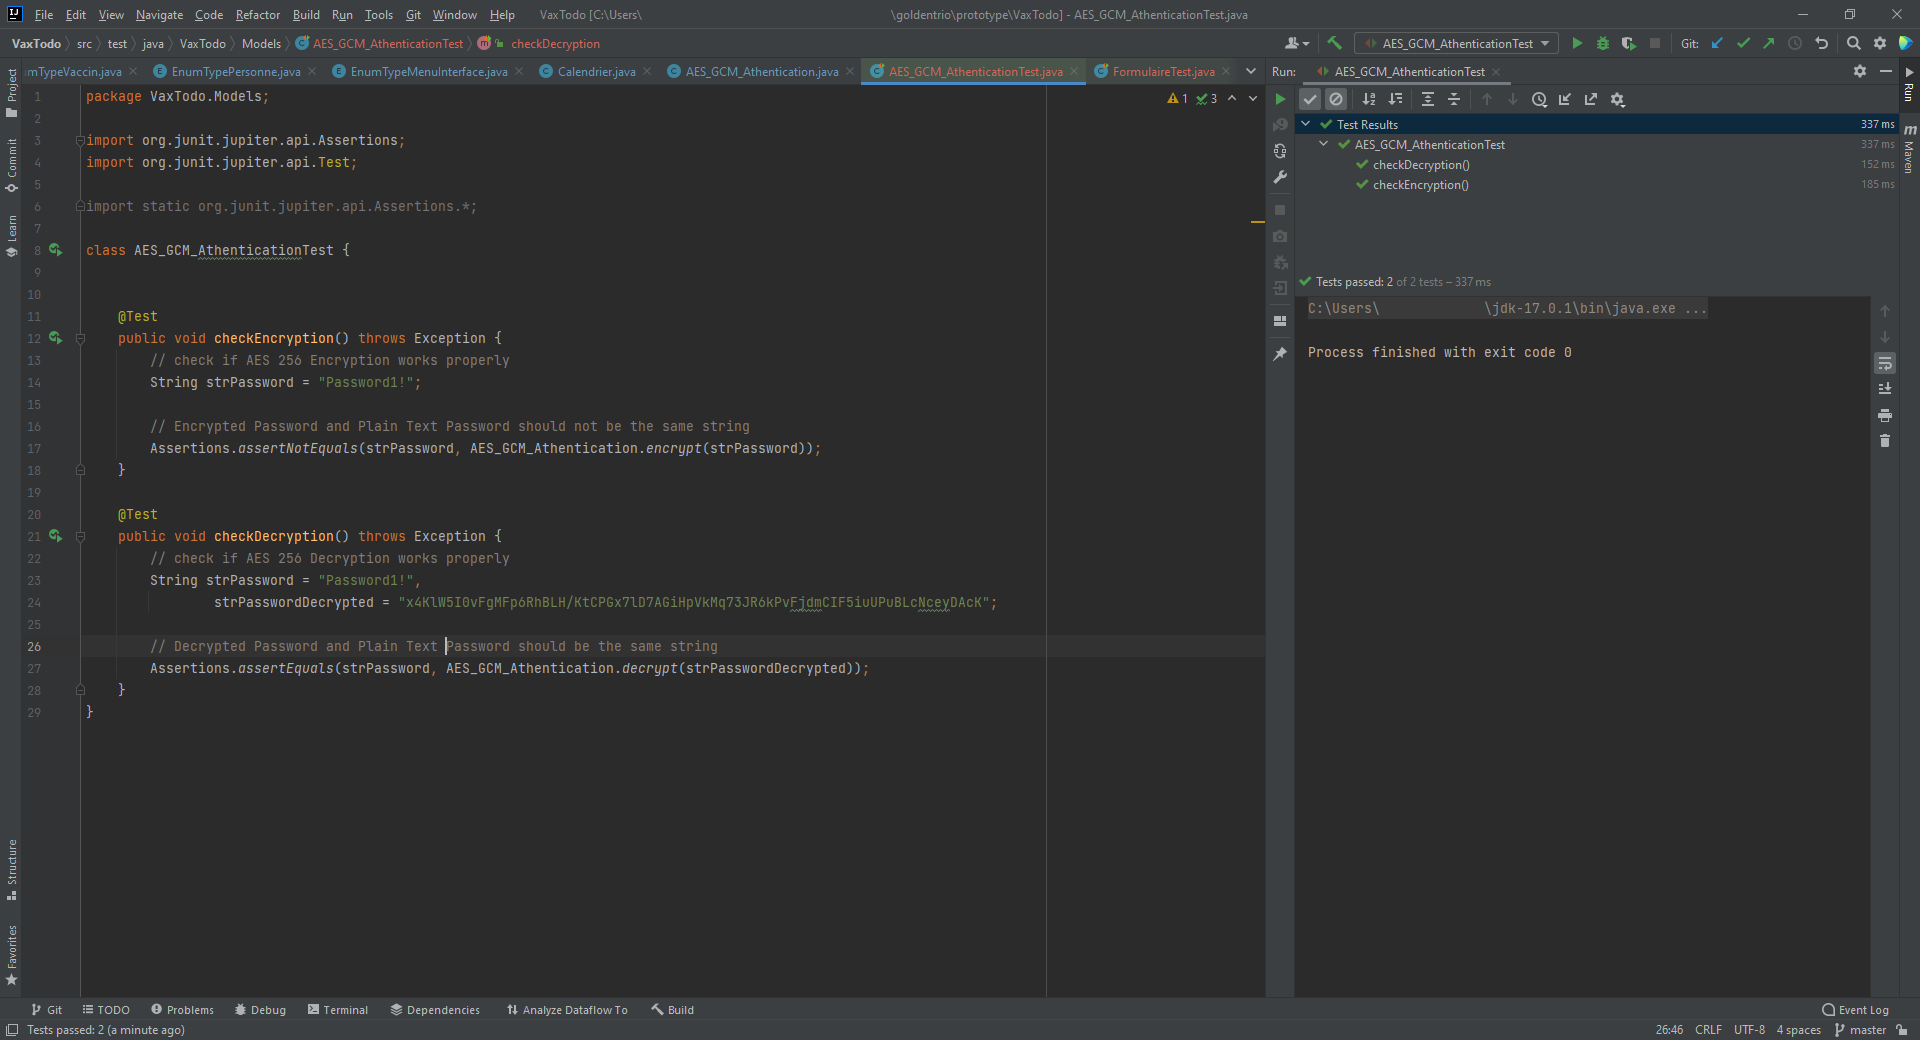 File Edit View Navigate Code Refactor Build Run Tools Git Window Help VaxTodo [C:\Users\ \goldentrio\prototype\VaxTodo] - AES_GCM_AthenticationTest.java
VaxTodo src test java VaxTodo Models AES_GCM_AthenticationTest m checkDecryption AES_GCM_AthenticationTest Git:
mTypeVaccin.java EnumTypePersonne.java EnumTypeMenuInterface.java Calendrier.java AES_GCM_Athentication.java AES_GCM_AthenticationTest.java FormulaireTest.java Run: AES_GCM_AthenticationTest
Project
Commit
Learn
Structure
Favorites
1 package VaxTodo.Models;
2
3 import org.junit.jupiter.api.Assertions;
4 import org.junit.jupiter.api.Test;
5
6 import static org.junit.jupiter.api.Assertions.*;
7
8 class AES_GCM_AthenticationTest {
9
10
11 @Test
12 public void checkEncryption() throws Exception {
13 // check if AES 256 Encryption works properly
14 String strPassword = "Password1!";
15
16 // Encrypted Password and Plain Text Password should not be the same string
17 Assertions.assertNotEquals(strPassword, AES_GCM_Athentication.encrypt(strPassword));
18 }
19
20 @Test
21 public void checkDecryption() throws Exception {
22 // check if AES 256 Decryption works properly
23 String strPassword = "Password1!",
24 strPasswordDecrypted = "x4KlW5I0vFgMFp6RhBLH/KtCPGx7lD7AGiHpVkMq73JR6kPvFjdmCIF5iuUPuBLcNceyDAcK";
25
26 // Decrypted Password and Plain Text Password should be the same string
27 Assertions.assertEquals(strPassword, AES_GCM_Athentication.decrypt(strPasswordDecrypted));
28 }
29 }
1 3
Test Results 337 ms
AES_GCM_AthenticationTest 337 ms
checkDecryption() 152 ms
checkEncryption() 185 ms
Tests passed: 2 of 2 tests – 337 ms
C:\Users\ \jdk-17.0.1\bin\java.exe ...
Process finished with exit code 0
Run
m Maven
Git TODO Problems Debug Terminal Dependencies Analyze Dataflow To Build Event Log
Tests passed: 2 (a minute ago) 26:46 CRLF UTF-8 4 spaces master